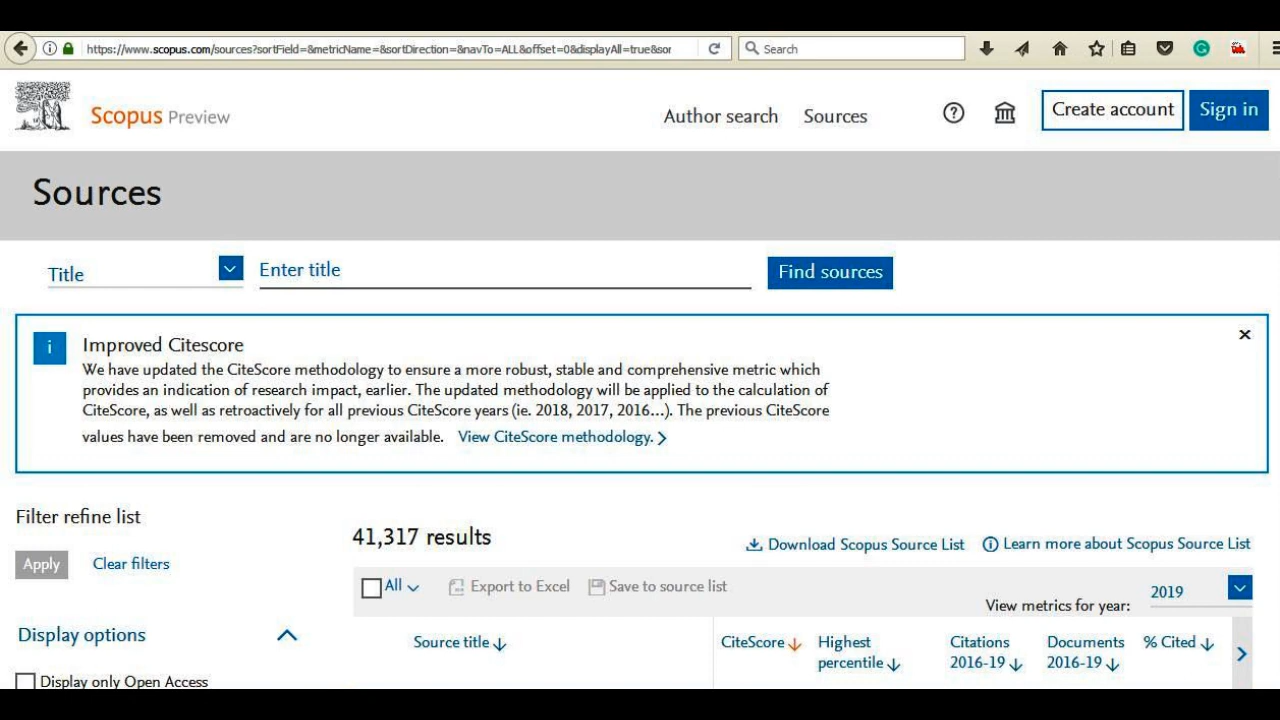 https://www.scopus.com/sources?sortField=&metricName=&sortDirection=&navTo=ALL&offset=0&displayAll=true&sor
Search
Scopus Preview
Author search
Sources
Create account
Sign in
Sources
Title
Enter title
Find sources
i
Improved Citescore
We have updated the CiteScore methodology to ensure a more robust, stable and comprehensive metric which
provides an indication of research impact, earlier. The updated methodology will be applied to the calculation of
CiteScore, as well as retroactively for all previous CiteScore years (ie. 2018, 2017, 2016...). The previous CiteScore
values have been removed and are no longer available. View CiteScore methodology.
Filter refine list
Apply
Clear filters
Display options
Display only Open Access
41,317 results
Download Scopus Source List
Learn more about Scopus Source List
All
Export to Excel
Save to source list
View metrics for year:
2019
Source title
CiteScore
Highest
percentile
Citations
2016-19
Documents
2016-19
% Cited